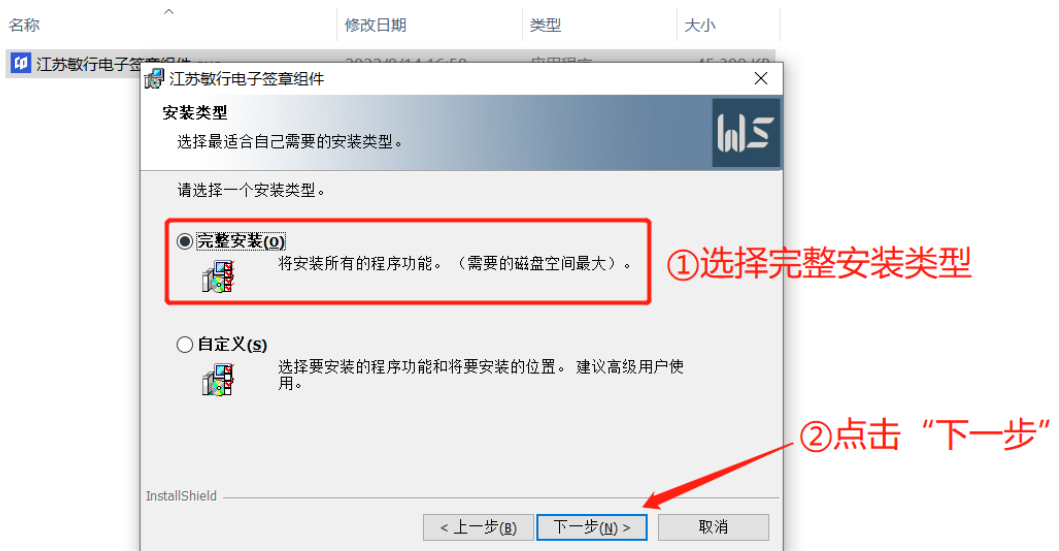 名称 修改日期 类型 大小
江苏敏行电子签章组件
江苏敏行电子签章组件
安装类型
选择最适合自己需要的安装类型。
请选择一个安装类型。
完整安装(O)
将安装所有的程序功能。（需要的磁盘空间最大）。
①选择完整安装类型
自定义(S)
选择要安装的程序功能和将要安装的位置。建议高级用户使
用。
②点击“下一步”
InstallShield
< 上一步(B) 下一步(N) > 取消